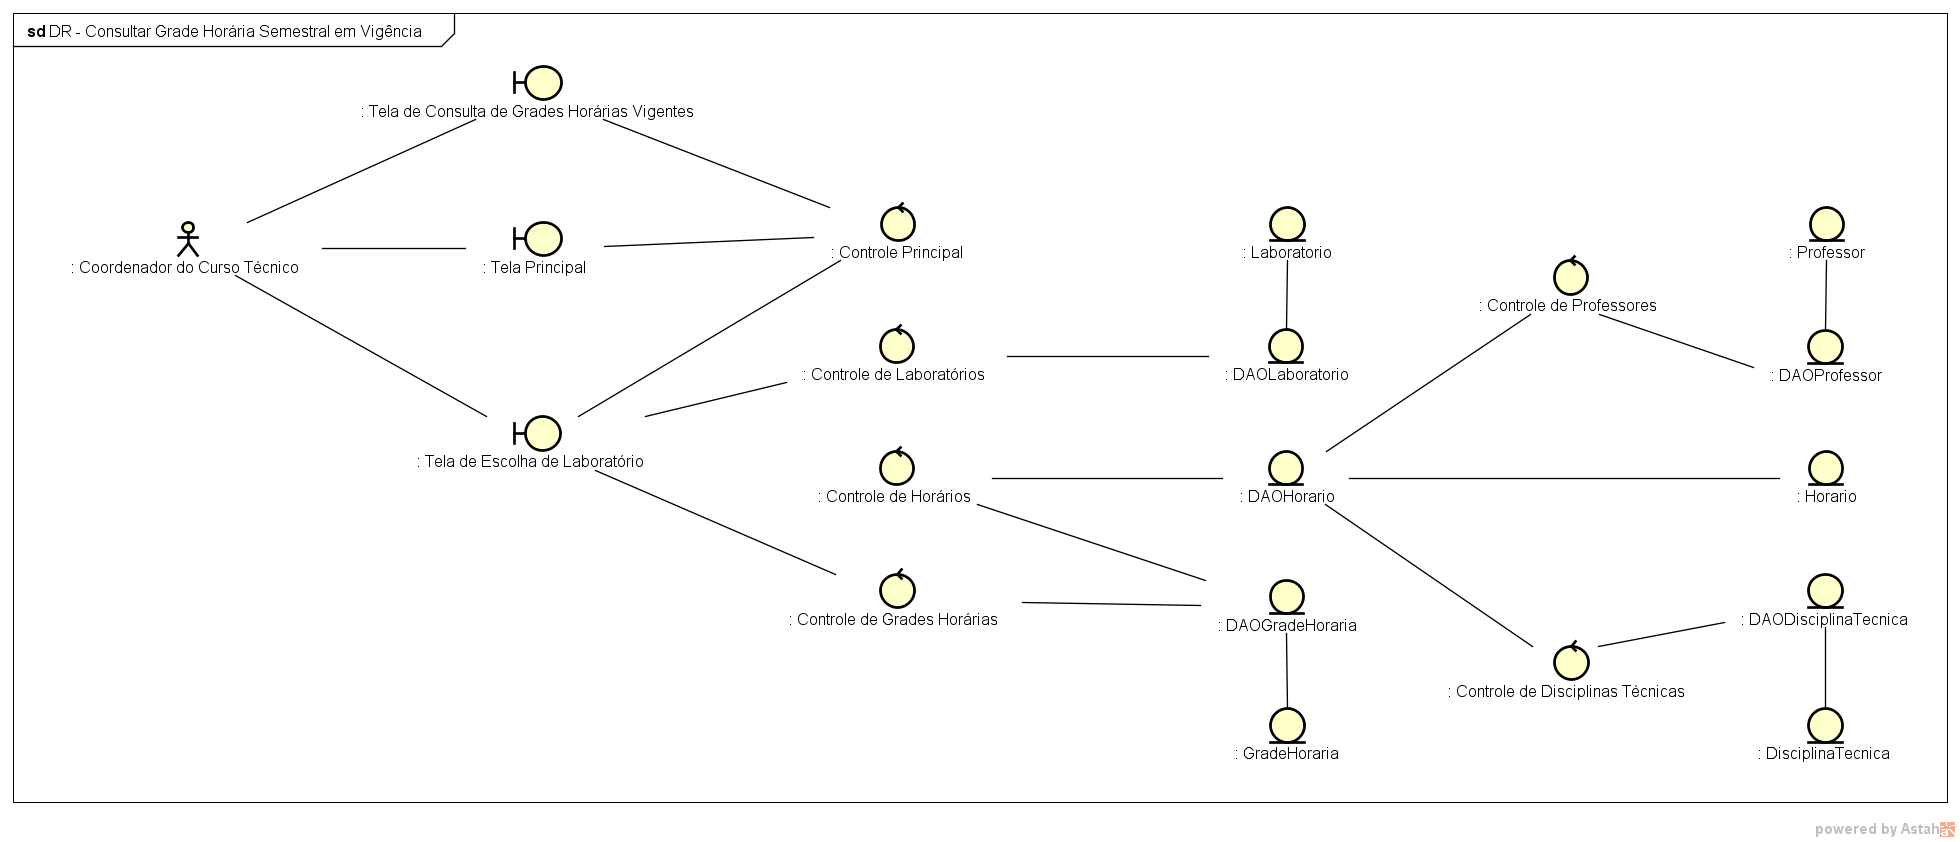 sd DR - Consultar Grade Horária Semestral em Vigência
: Tela de Consulta de Grades Horárias Vigentes
: Coordenador do Curso Técnico
: Tela Principal
: Controle Principal
: Laboratorio
: Professor
: Controle de Professores
: Controle de Laboratórios
: DAOLaboratorio
: DAOProfessor
: Tela de Escolha de Laboratório
: Controle de Horários
: DAOHorario
: Horario
: Controle de Grades Horárias
: DAOGradeHoraria
: DAODisciplinaTecnica
: Controle de Disciplinas Técnicas
: GradeHoraria
: DisciplinaTecnica
powered by Astah